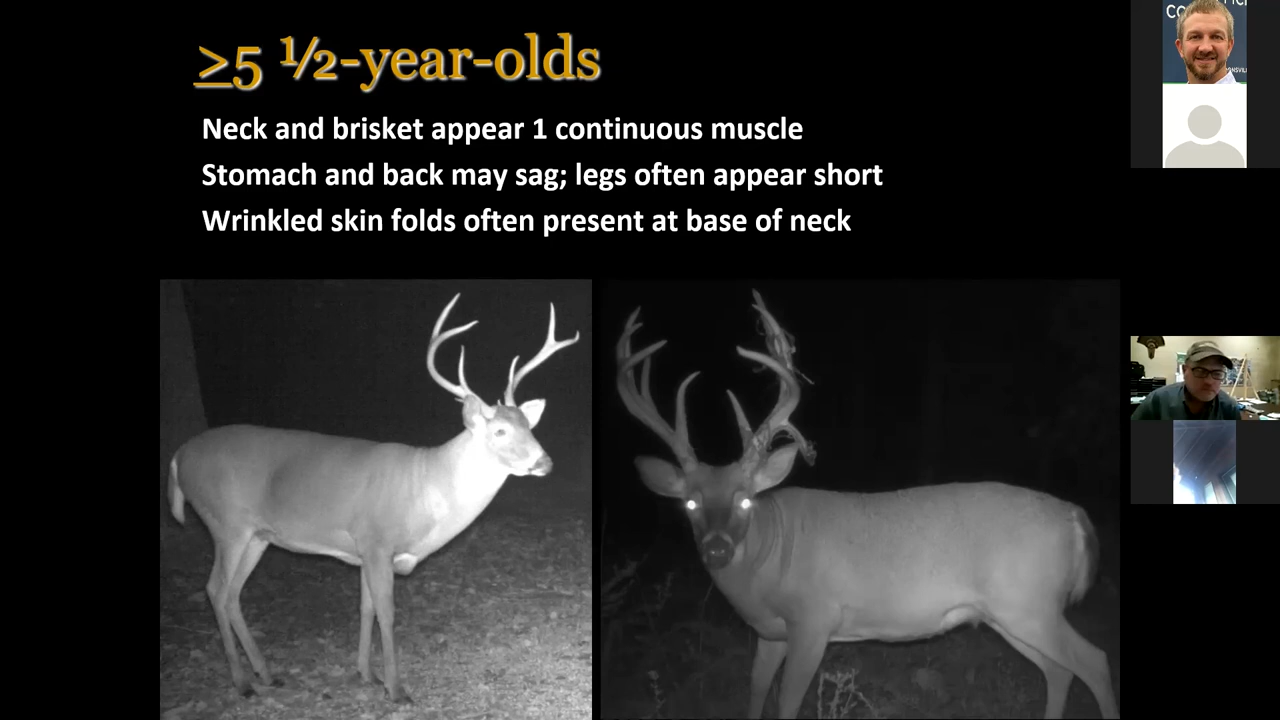 ≥5 ½-year-olds
Neck and brisket appear 1 continuous muscle
Stomach and back may sag; legs often appear short
Wrinkled skin folds often present at base of neck